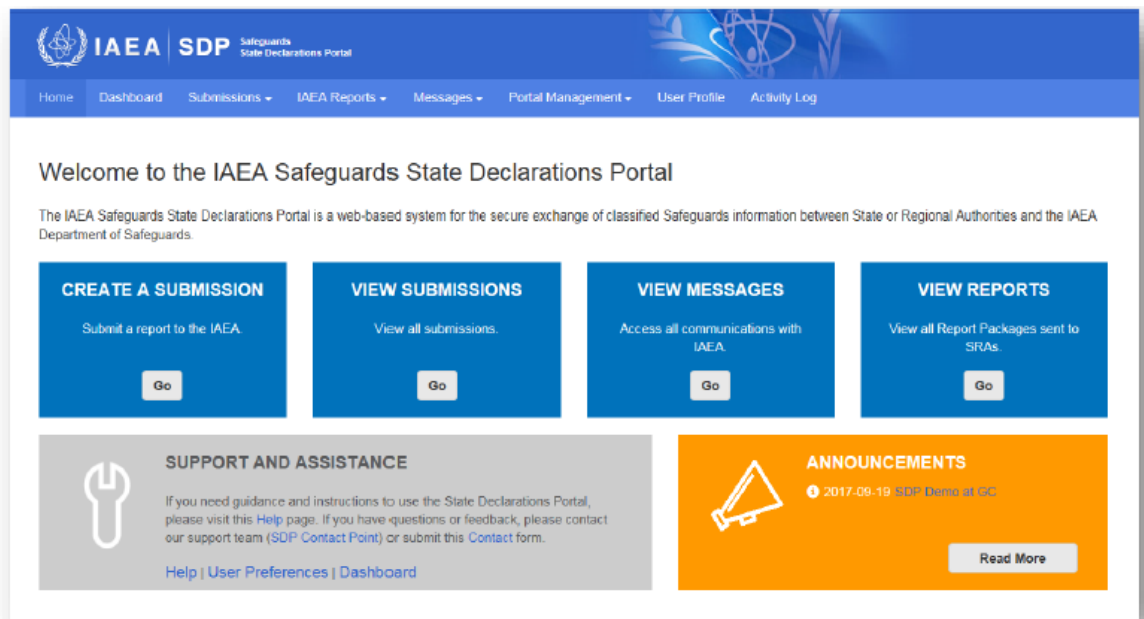 IAEA SDP Safeguards
State Declarations Portal
Home Dashboard Submissions IAEA Reports Messages Portal Management User Profile Activity Log
Welcome to the IAEA Safeguards State Declarations Portal
The IAEA Safeguards State Declarations Portal is a web-based system for the secure exchange of classified Safeguards information between State or Regional Authorities and the IAEA
Department of Safeguards.
CREATE A SUBMISSION
Submit a report to the IAEA.
Go
VIEW SUBMISSIONS
View all submissions.
Go
VIEW MESSAGES
Access all communications with
IAEA.
Go
VIEW REPORTS
View all Report Packages sent to
SRAs.
Go
SUPPORT AND ASSISTANCE
If you need guidance and instructions to use the State Declarations Portal,
please visit this Help page. If you have questions or feedback, please contact
our support team (SDP Contact Point) or submit this Contact form.
Help | User Preferences | Dashboard
ANNOUNCEMENTS
2017-09-19 SDP Demo at GC
Read More